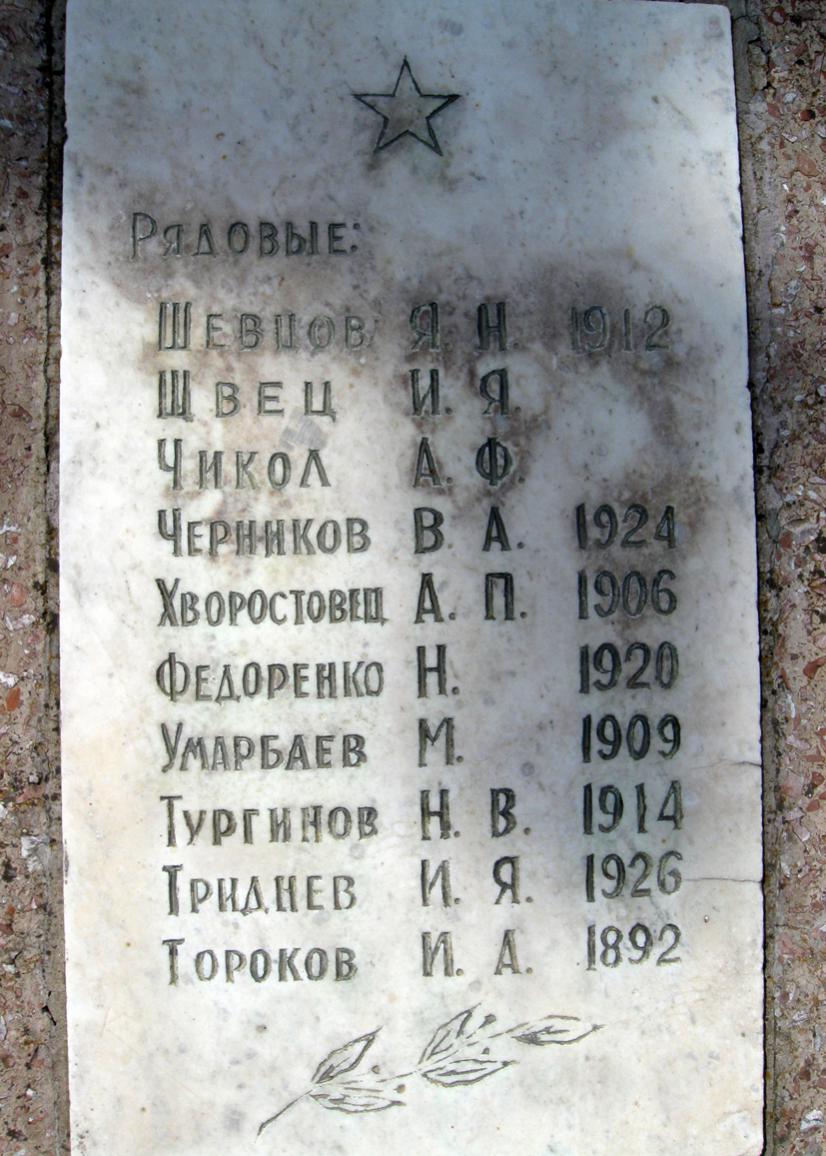 Рядовые:
Шевцов Я. Н. 1912
Швец И. Я.
Чикол А. Ф.
Черников В. А. 1924
Хворостовец А. П. 1906
Федоренко Н. 1920
Умарбаев М. 1909
Тургинов Н. В. 1914
Триднев И. Я. 1926
Тороков И. А. 1892